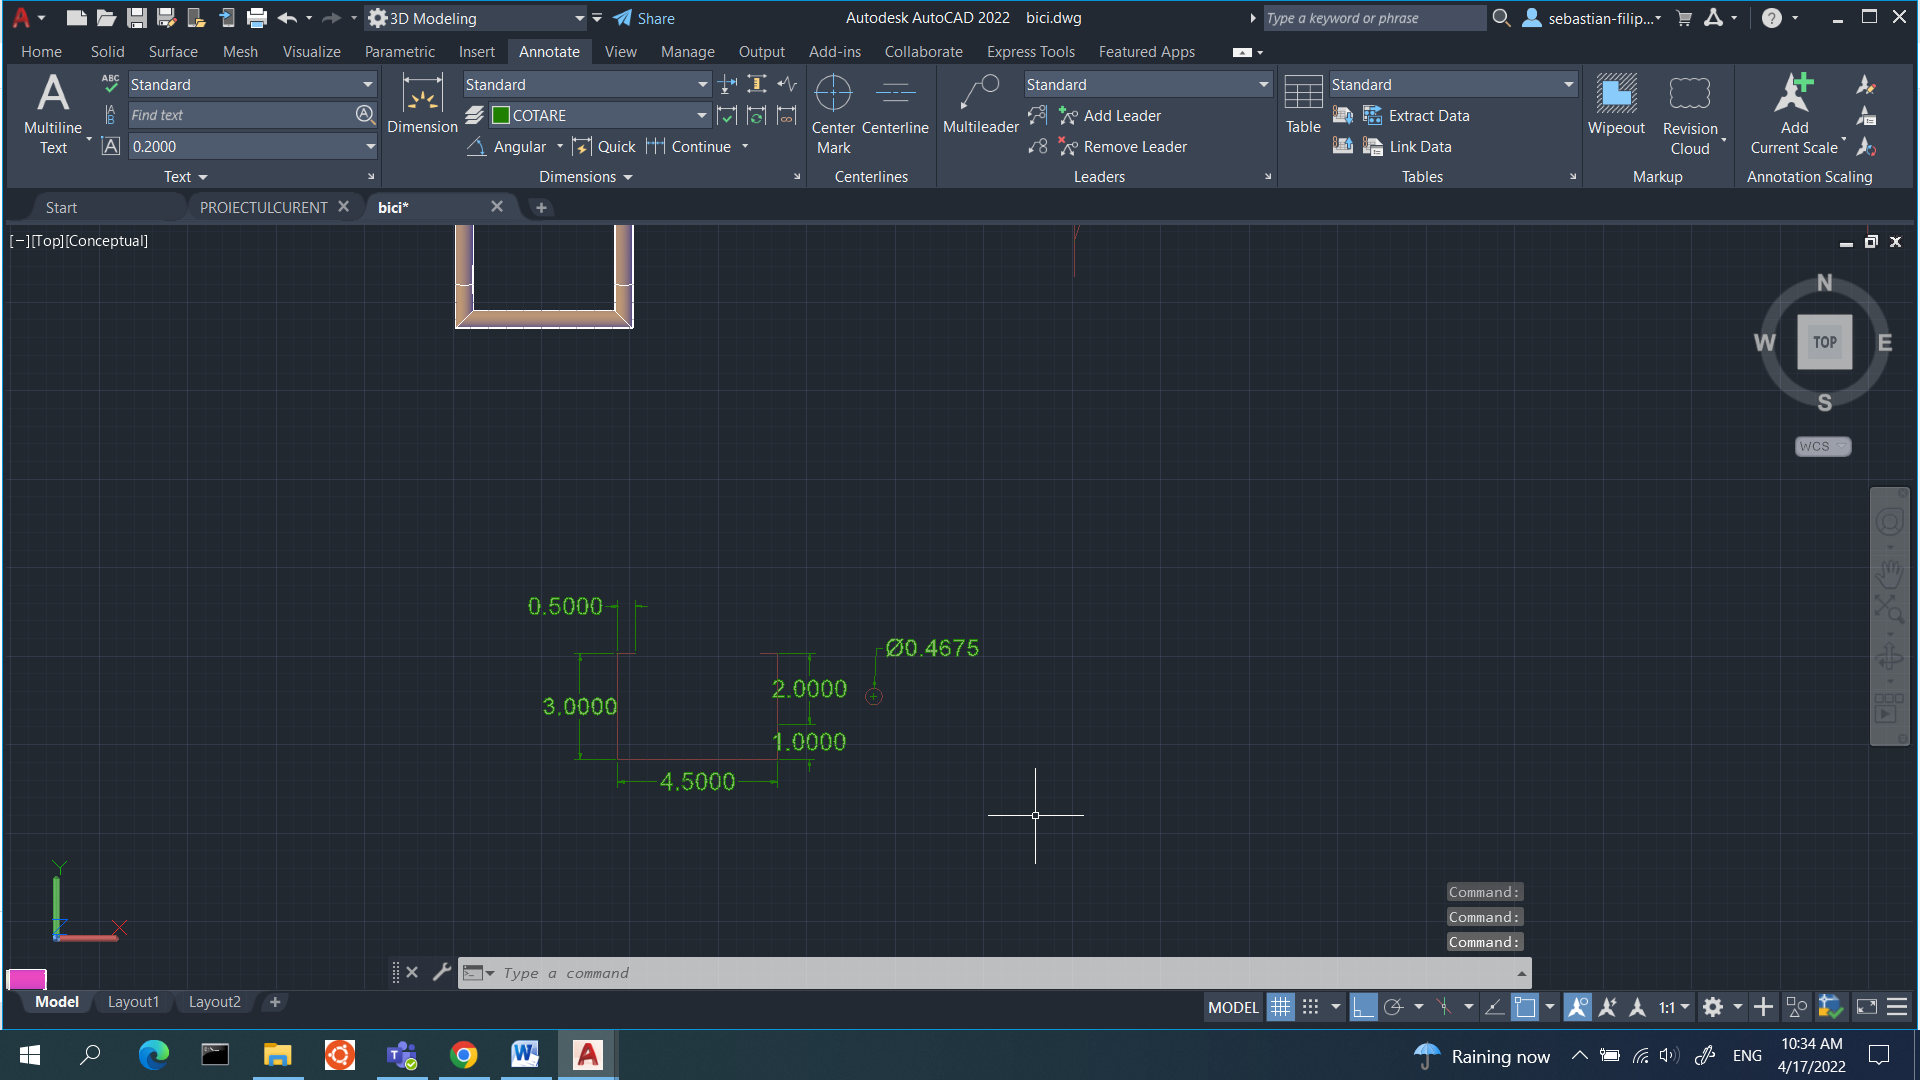 3D Modeling
Share
Autodesk AutoCAD 2022 bici.dwg
Type a keyword or phrase
sebastian-filip...
Home Solid Surface Mesh Visualize Parametric Insert Annotate View Manage Output Add-ins Collaborate Express Tools Featured Apps
Multiline Text
ABC
Standard
Find text
0.2000
Text
Dimension
Standard
COTARE
Angular Quick Continue
Dimensions
Center Mark
Centerline
Centerlines
Multileader
Standard
Add Leader
Remove Leader
Leaders
Table
Standard
Extract Data
Link Data
Tables
Wipeout
Revision Cloud
Markup
Add Current Scale
Annotation Scaling
Start PROIECTULCURENT bici*
[−][Top][Conceptual]
N
W TOP E
S
WCS
0.5000
Ø0.4675
2.0000
3.0000
1.0000
4.5000
Y
X
Command:
Command:
Command:
Type a command
Model Layout1 Layout2
MODEL 1:1
Raining now ENG
10:34 AM
4/17/2022